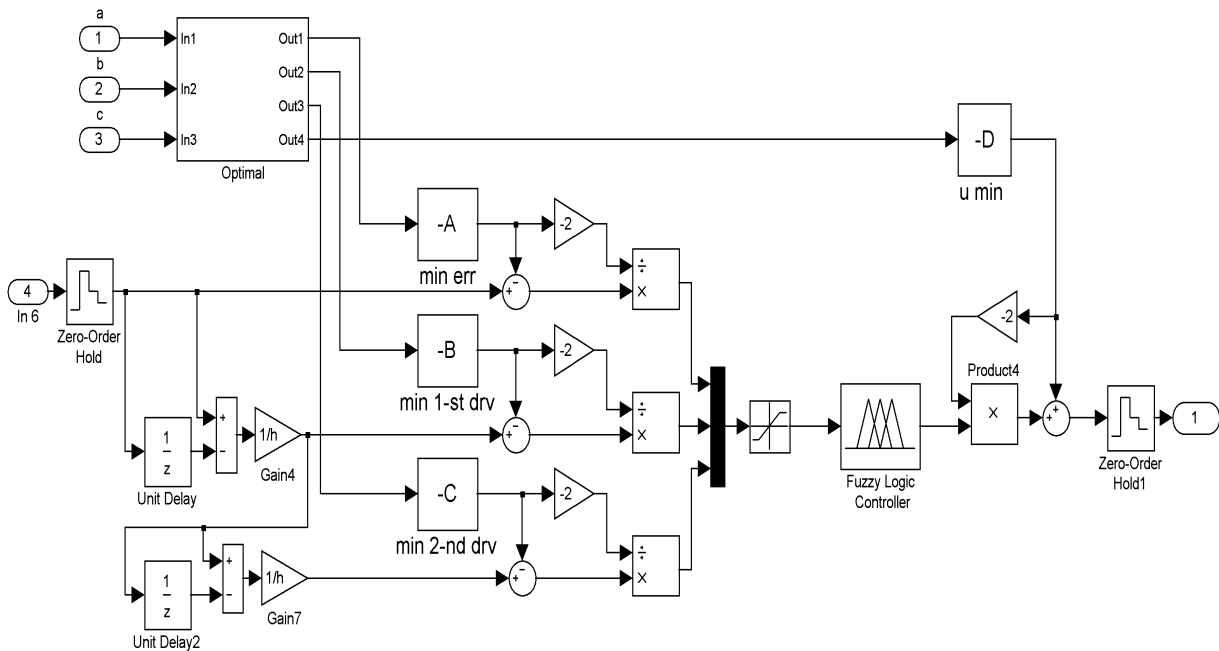 a
1
In1
Out1
b
2
In2
Out2
c
3
In3
Out3
Out4
Optimal
-D
u min
-A
min err
-2
÷
×
+
-
4
In 6
Zero-Order
Hold
-B
min 1-st drv
-2
÷
×
+
-
1
z
Unit Delay
+
-
1/h
Gain4
-C
min 2-nd drv
-2
÷
×
+
-
1
z
Unit Delay2
+
-
1/h
Gain7
Fuzzy Logic
Controller
-2
Product4
×
+
+
Zero-Order
Hold1
1